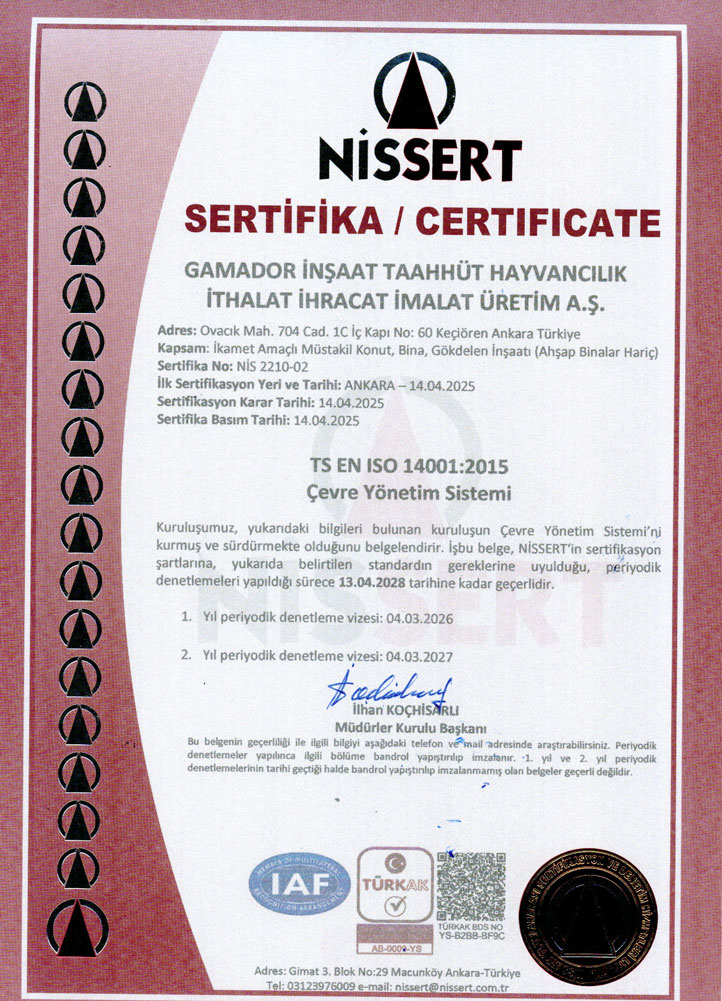 NİSSERT
SERTİFİKA / CERTIFICATE
GAMADOR İNŞAAT TAAHHÜT HAYVANCILIK
İTHALAT İHRACAT İMALAT ÜRETİM A.Ş.
Adres: Ovacık Mah. 704 Cad. 1C İç Kapı No: 60 Keçiören Ankara Türkiye
Kapsam: İkamet Amaçlı Müstakil Konut, Bina, Gökdelen İnşaatı (Ahşap Binalar Hariç)
Sertifika No: NİS 2210-02
İlk Sertifikasyon Yeri ve Tarihi: ANKARA – 14.04.2025
Sertifikasyon Karar Tarihi: 14.04.2025
Sertifika Basım Tarihi: 14.04.2025
TS EN ISO 14001:2015
Çevre Yönetim Sistemi
Kuruluşumuz, yukarıdaki bilgileri bulunan kuruluşun Çevre Yönetim Sistemi'ni
kurmuş ve sürdürmekte olduğunu belgelendirir. İşbu belge, NİSSERT'in sertifikasyon
şartlarına, yukarıda belirtilen standardın gereklerine uyulduğu, periyodik
denetlemeleri yapıldığı sürece 13.04.2028 tarihine kadar geçerlidir.
1. Yıl periyodik denetleme vizesi: 04.03.2026
2. Yıl periyodik denetleme vizesi: 04.03.2027
İlhan KOÇHİSARLI
Müdürler Kurulu Başkanı
Bu belgenin geçerliliği ile ilgili bilgiyi aşağıdaki telefon ve mail adresinde araştırabilirsiniz. Periyodik
denetlemeler yapılınca ilgili bölüme bandrol yapıştırılıp imzalanır. 1. yıl ve 2. yıl periyodik
denetlemelerinin tarihi geçtiği halde bandrol yapıştırılıp imzalanmamış olan belgeler geçerli değildir.
MEMBER OF MULTILATERAL
IAF
RECOGNITION ARRANGEMENT
TÜRKAK
AB-0009-YS
TÜRKAK BDS NO
YS-B2BB-BF9C
Adres: Gimat 3. Blok No:29 Macunköy Ankara-Türkiye
Tel: 03123976009 e-mail: nissert@nissert.com.tr